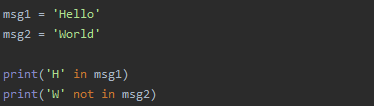 msg1 = 'Hello'
msg2 = 'World'
print('H' in msg1)
print('W' not in msg2)